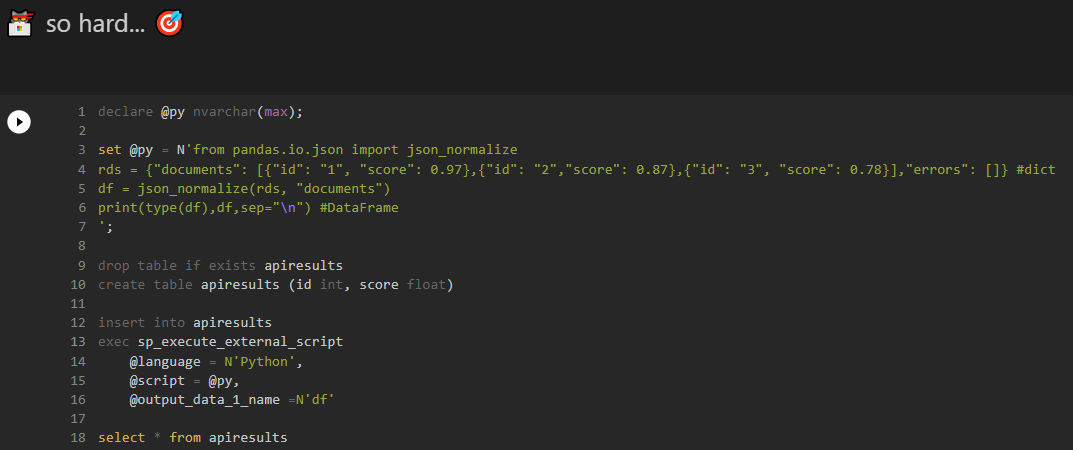 so hard...
1 declare @py nvarchar(max);
2
3 set @py = N'from pandas.io.json import json_normalize
4 rds = {"documents": [{"id": "1", "score": 0.97},{"id": "2","score": 0.87},{"id": "3", "score": 0.78}],"errors": []} #dict
5 df = json_normalize(rds, "documents")
6 print(type(df),df,sep="\n") #DataFrame
7 ';
8
9 drop table if exists apiresults
10 create table apiresults (id int, score float)
11
12 insert into apiresults
13 exec sp_execute_external_script
14     @language = N'Python',
15     @script = @py,
16     @output_data_1_name =N'df'
17
18 select * from apiresults